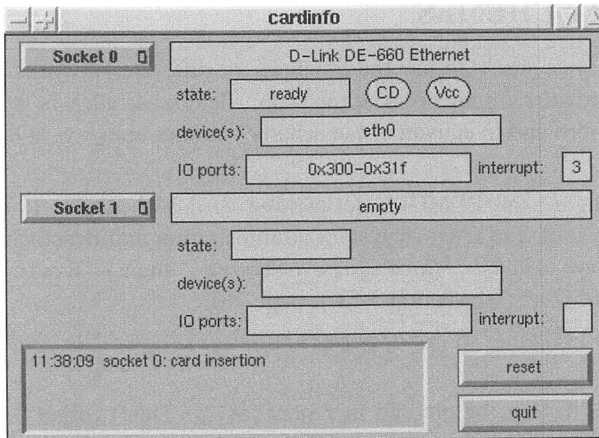 cardinfo
Socket 0 D-Link DE-660 Ethernet
state: ready CD Vcc
device(s): eth0
IO ports: 0x300-0x31f interrupt: 3
Socket 1 empty
state:
device(s):
IO ports: interrupt:
11:38:09 socket 0: card insertion
reset
quit